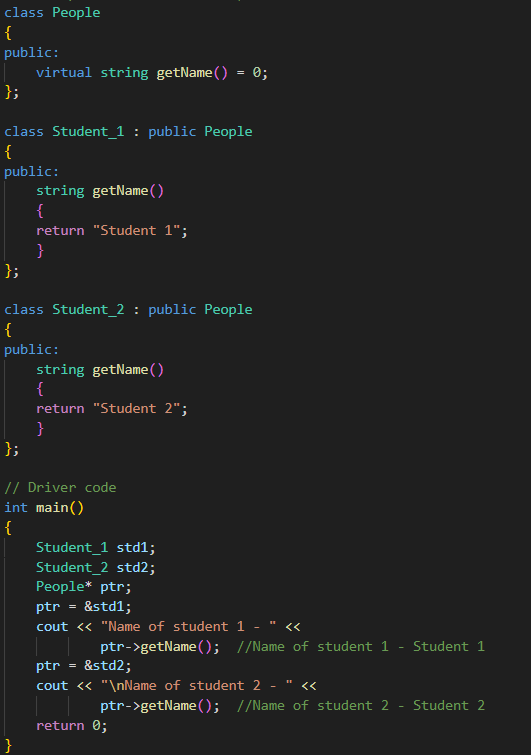 class People
{
public:
    virtual string getName() = 0;
};

class Student_1 : public People
{
public:
    string getName()
    {
    return "Student 1";
    }
};

class Student_2 : public People
{
public:
    string getName()
    {
    return "Student 2";
    }
};

// Driver code
int main()
{
    Student_1 std1;
    Student_2 std2;
    People* ptr;
    ptr = &std1;
    cout << "Name of student 1 - " <<
            ptr->getName();  //Name of student 1 - Student 1
    ptr = &std2;
    cout << "\nName of student 2 - " <<
            ptr->getName();  //Name of student 2 - Student 2
    return 0;
}